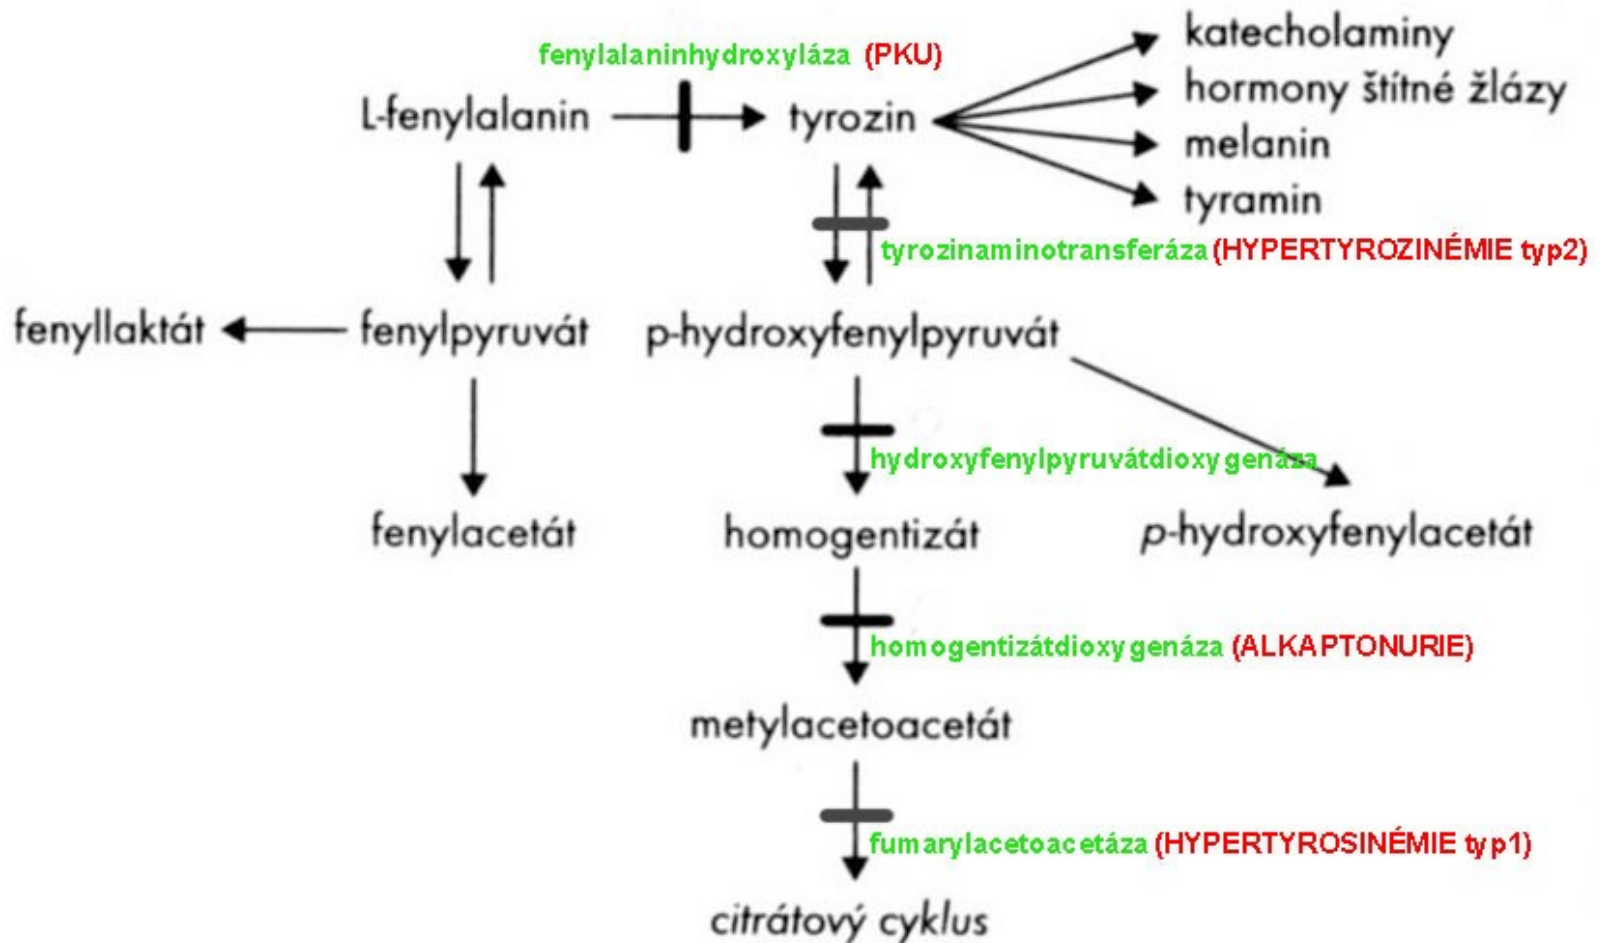 katecholaminy
fenylalaninhydroxyláza (PKU)
hormony štítné žlázy
L-fenylalanin
tyrozin
melanin
tyramin
tyrozinaminotransferáza (HYPERTYROZINÉMIE typ2)
fenyllaktát
fenylpyruvát
p-hydroxyfenylpyruvát
hydroxyfenylpyruvátdioxygenáza
fenylacetát
homogentizát
p-hydroxyfenylacetát
homogentizátdioxygenáza (ALKAPTONURIE)
metylacetoacetát
fumarylacetoacetáza (HYPERTYROSINÉMIE typ1)
citrátový cyklus